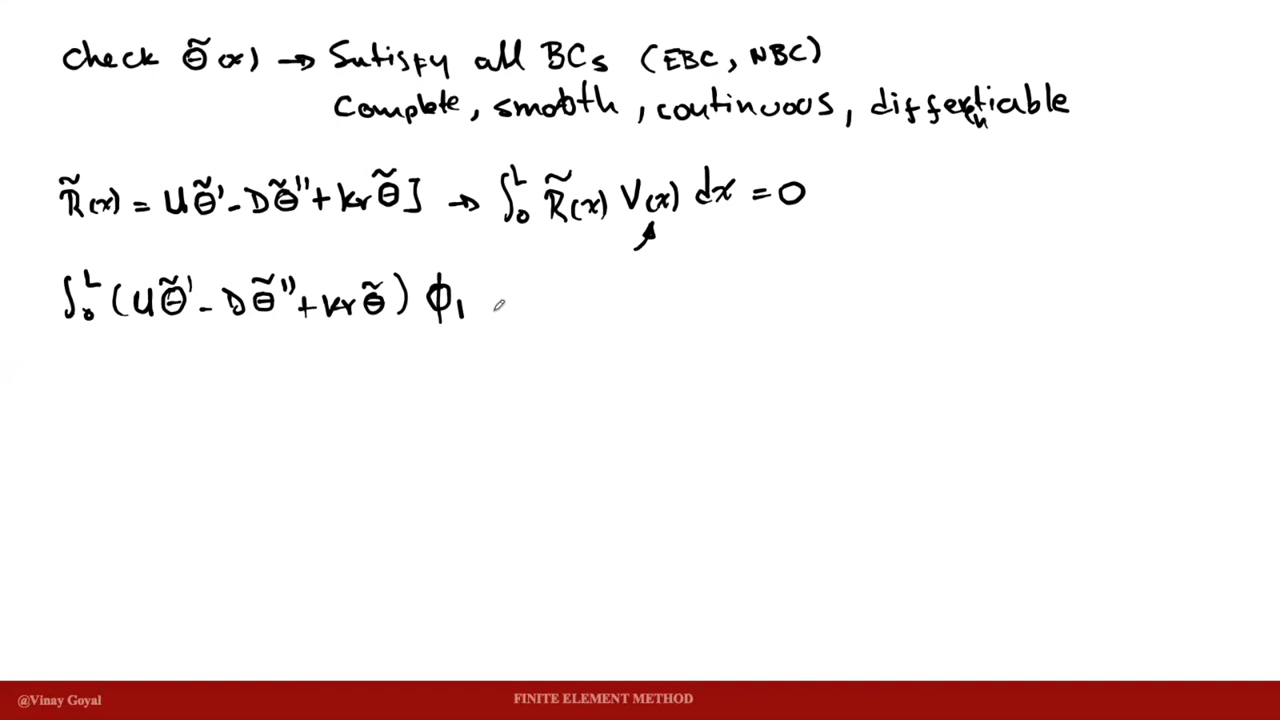 Check θ̃(x) → Satisfy all BCs (EBC, NBC)
Complete, smooth, continuous, differentiable
R̃(x) = Uθ̃' - Dθ̃'' + krθ̃] → ∫₀ᴸ R̃(x) V(x) dx = 0
∫₀ᴸ (Uθ̃' - Dθ̃'' + krθ̃) ϕ₁
@Vinay Goyal
FINITE ELEMENT METHOD